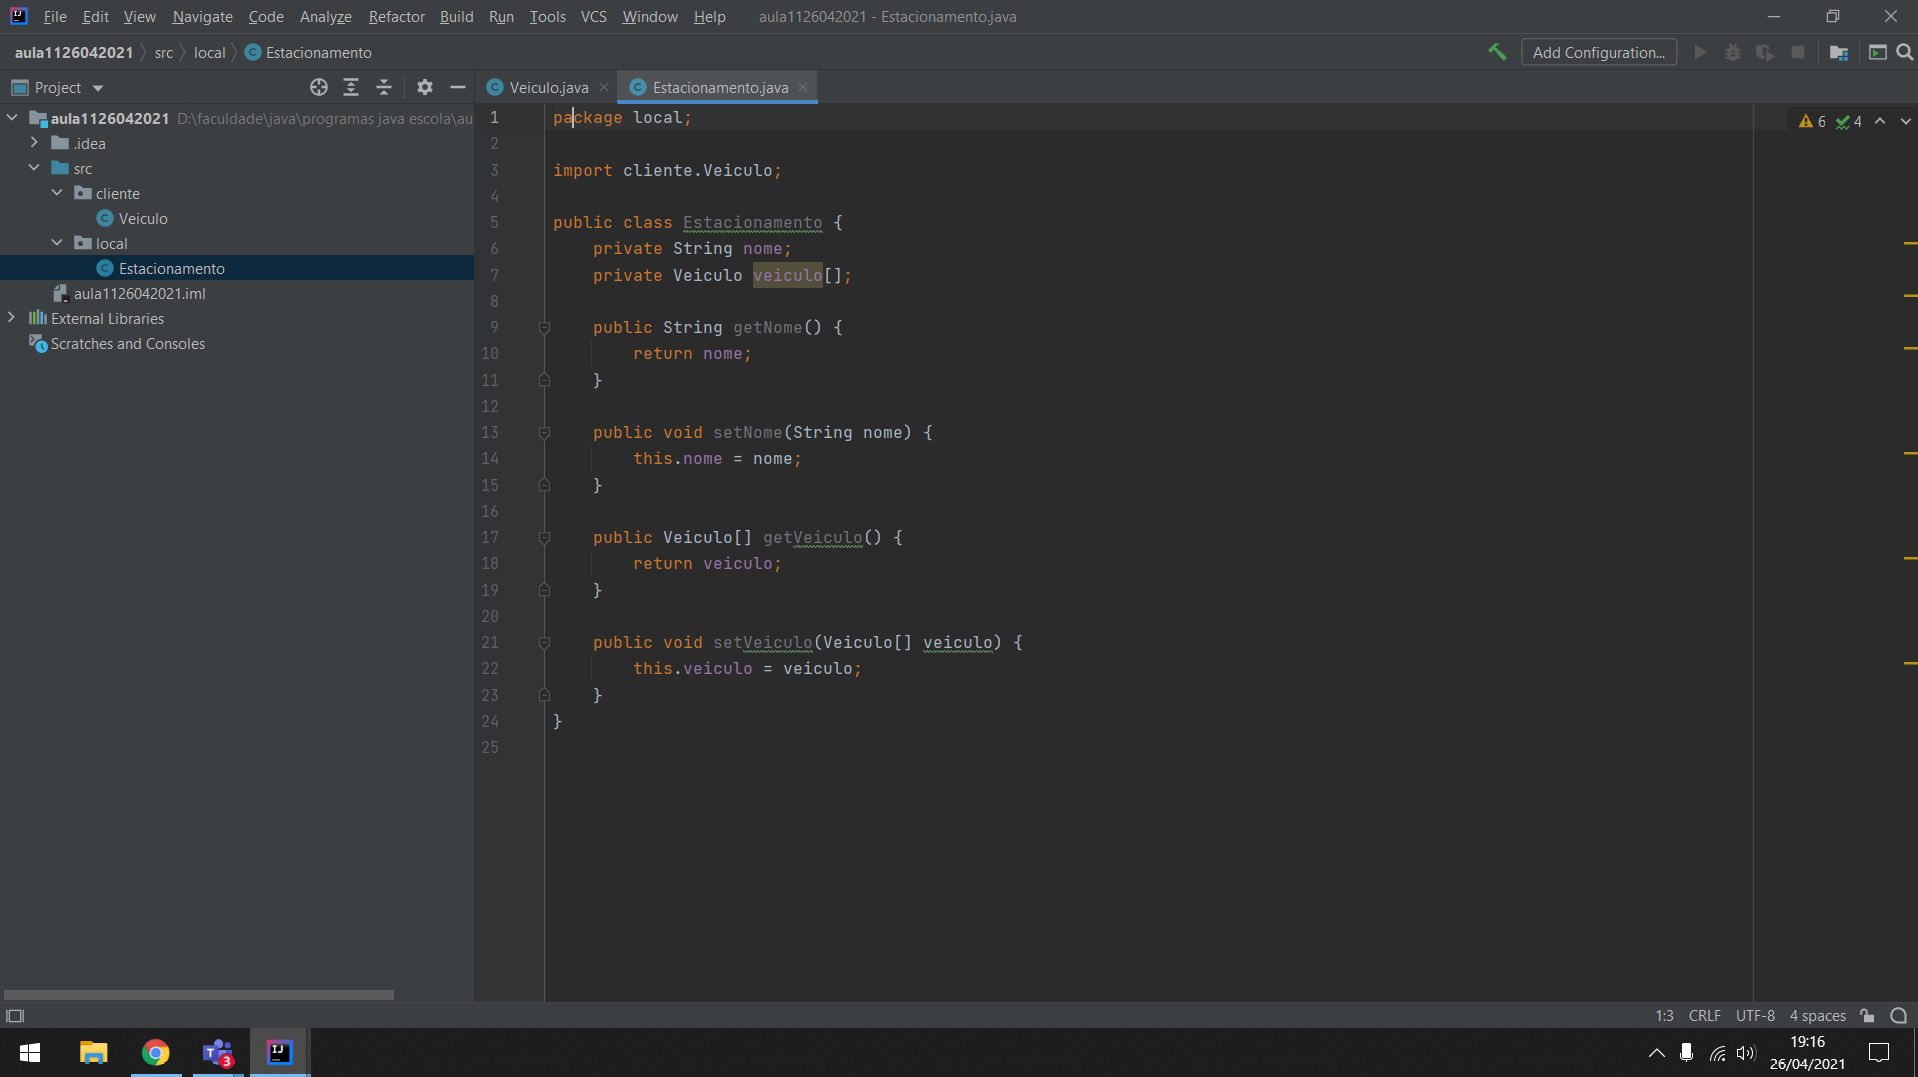 File Edit View Navigate Code Analyze Refactor Build Run Tools VCS Window Help aula1126042021 - Estacionamento.java
aula1126042021 src local Estacionamento
Add Configuration...
Project
aula1126042021 D:\faculdade\java\programas java escola\au
.idea
src
cliente
Veiculo
local
Estacionamento
aula1126042021.iml
External Libraries
Scratches and Consoles
Veiculo.java Estacionamento.java
6 4
1 package local;
2
3 import cliente.Veiculo;
4
5 public class Estacionamento {
6 private String nome;
7 private Veiculo veiculo[];
8
9 public String getNome() {
10 return nome;
11 }
12
13 public void setNome(String nome) {
14 this.nome = nome;
15 }
16
17 public Veiculo[] getVeiculo() {
18 return veiculo;
19 }
20
21 public void setVeiculo(Veiculo[] veiculo) {
22 this.veiculo = veiculo;
23 }
24 }
25
1:3 CRLF UTF-8 4 spaces
3
19:16
26/04/2021